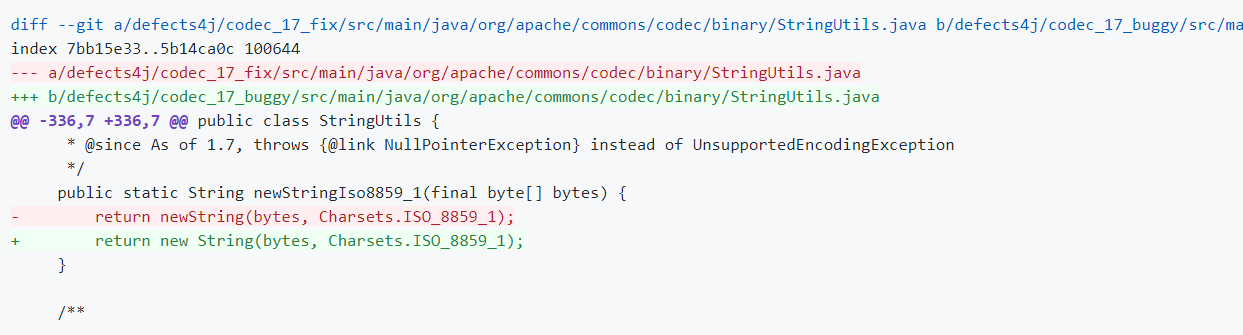 diff --git a/defects4j/codec_17_fix/src/main/java/org/apache/commons/codec/binary/StringUtils.java b/defects4j/codec_17_buggy/src/ma
index 7bb15e33..5b14ca0c 100644
--- a/defects4j/codec_17_fix/src/main/java/org/apache/commons/codec/binary/StringUtils.java
+++ b/defects4j/codec_17_buggy/src/main/java/org/apache/commons/codec/binary/StringUtils.java
@@ -336,7 +336,7 @@ public class StringUtils {
      * @since As of 1.7, throws {@link NullPointerException} instead of UnsupportedEncodingException
      */
     public static String newStringIso8859_1(final byte[] bytes) {
-        return newString(bytes, Charsets.ISO_8859_1);
+        return new String(bytes, Charsets.ISO_8859_1);
     }
     /**